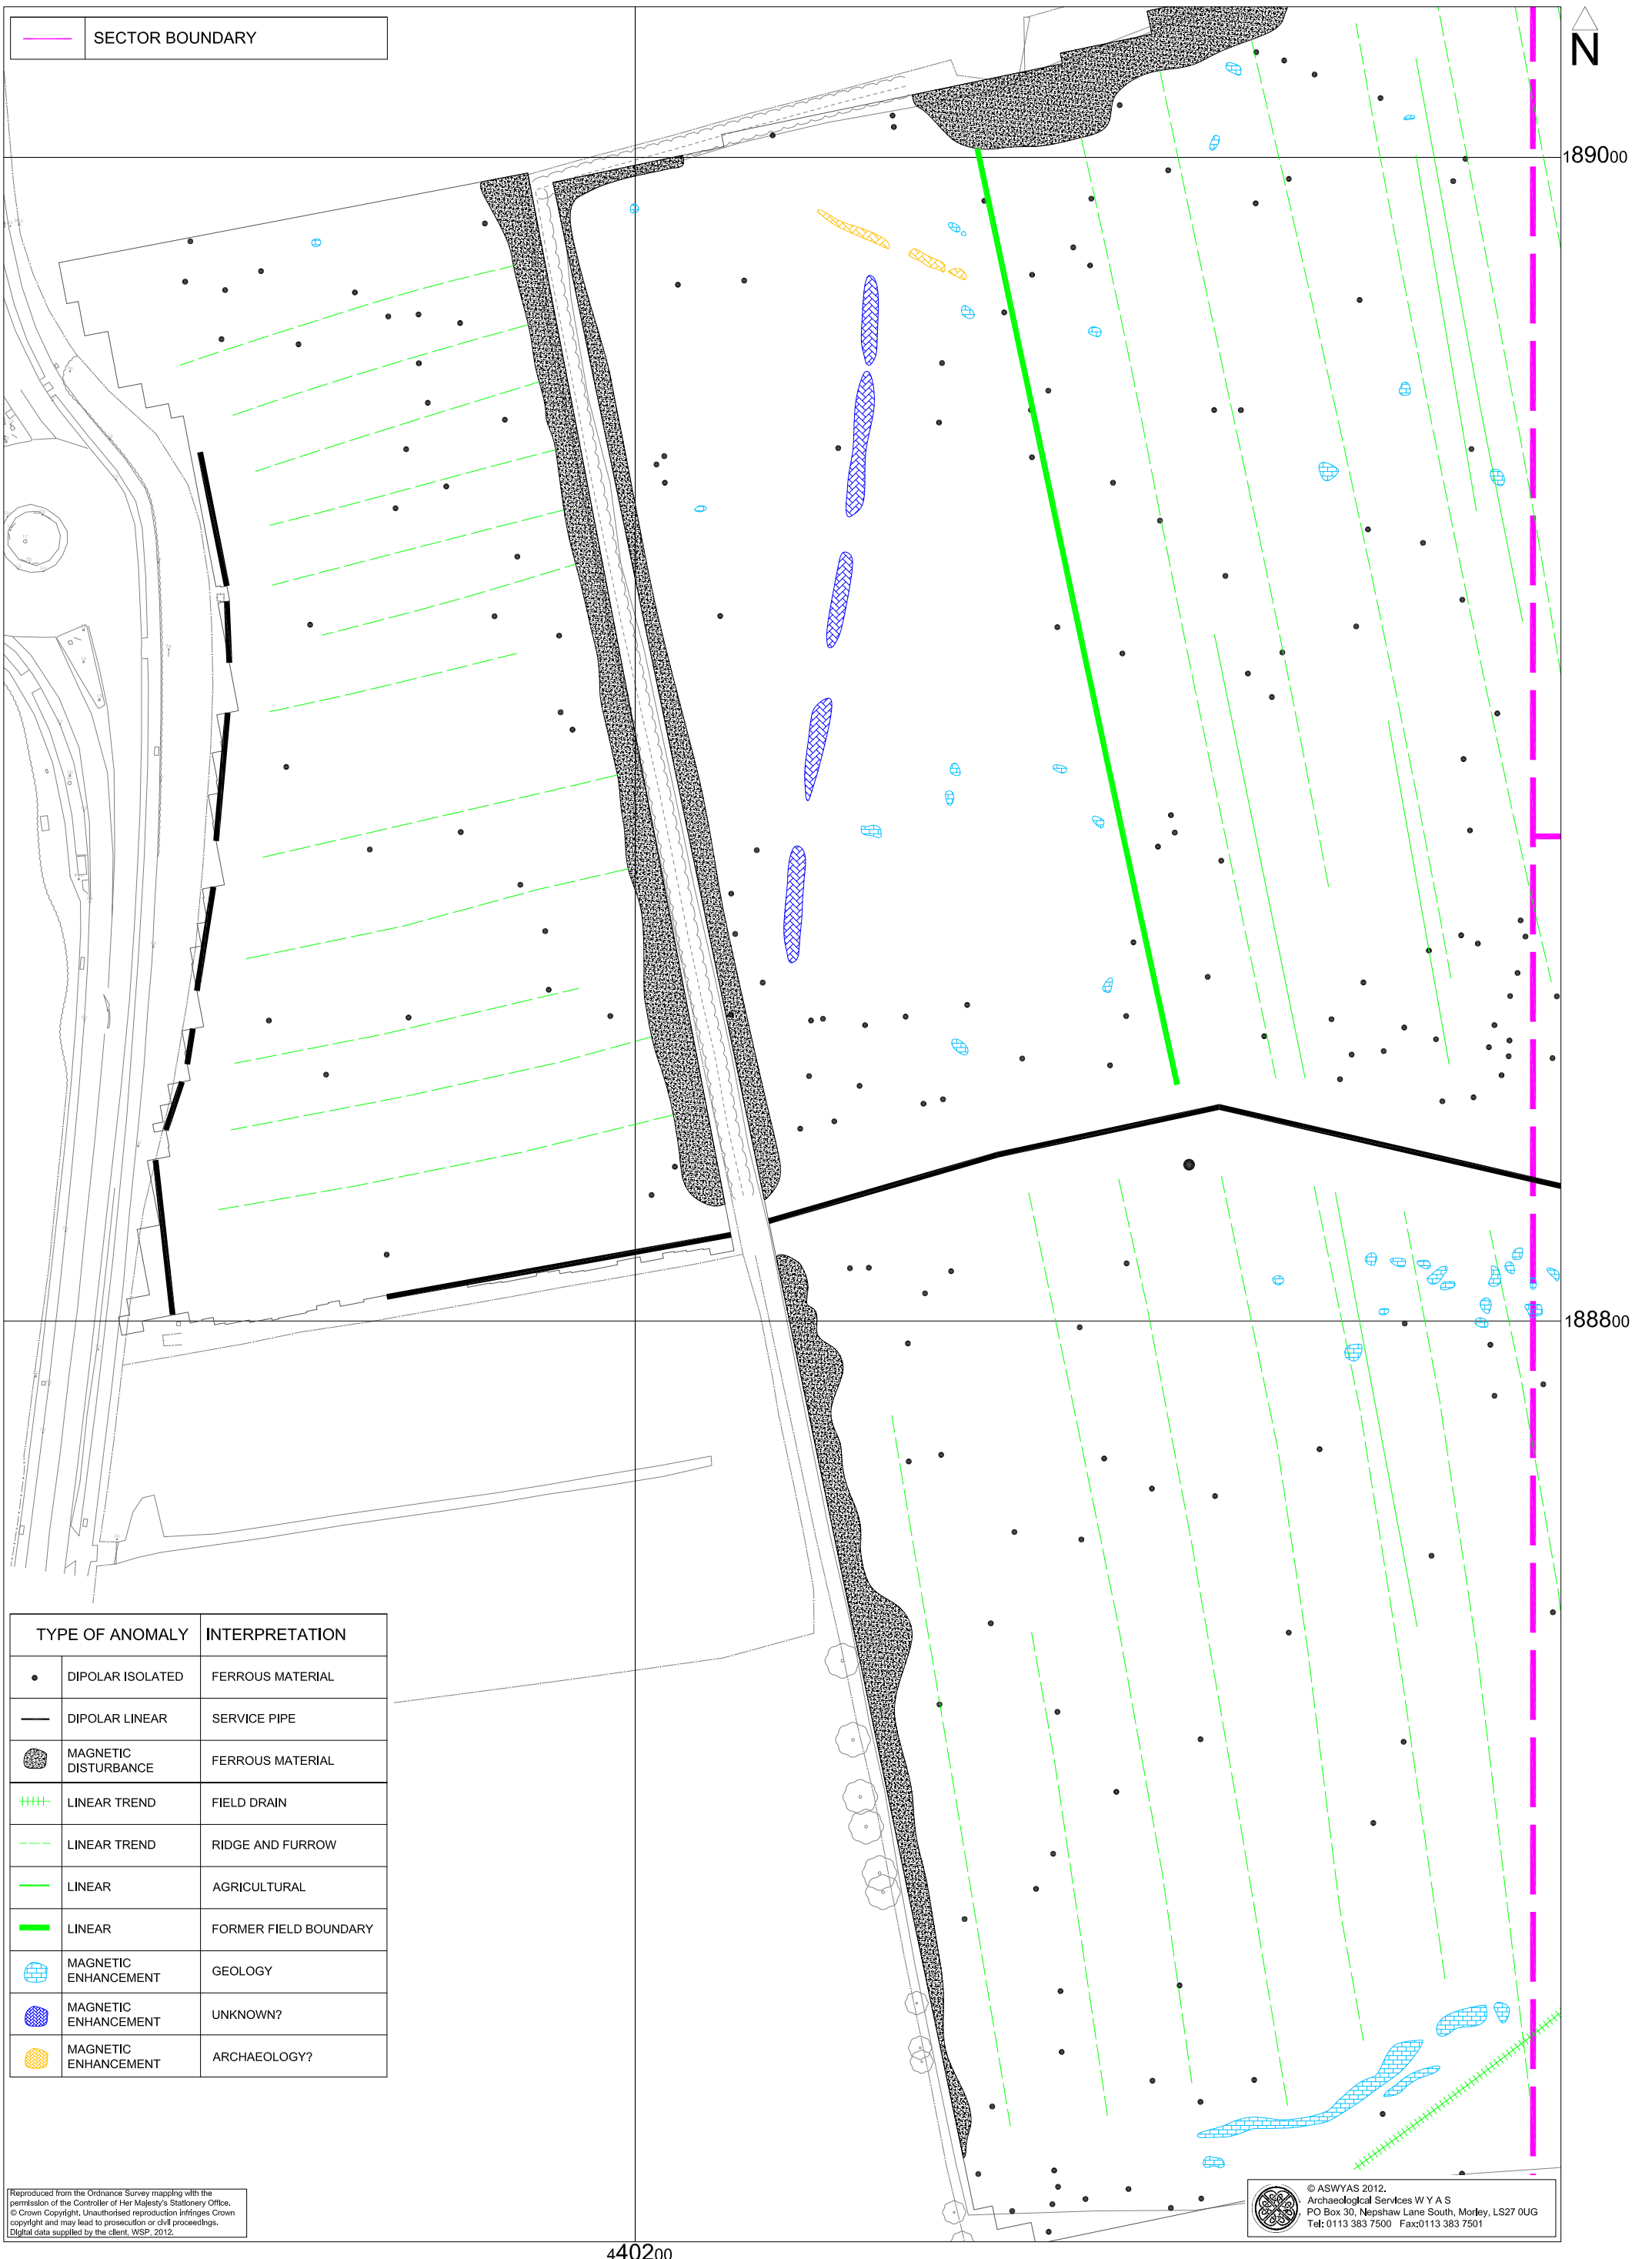 SECTOR BOUNDARY
N
189000
188800
TYPE OF ANOMALY INTERPRETATION
DIPOLAR ISOLATED FERROUS MATERIAL
DIPOLAR LINEAR SERVICE PIPE
MAGNETIC
DISTURBANCE FERROUS MATERIAL
LINEAR TREND FIELD DRAIN
LINEAR TREND RIDGE AND FURROW
LINEAR AGRICULTURAL
LINEAR FORMER FIELD BOUNDARY
MAGNETIC
ENHANCEMENT GEOLOGY
MAGNETIC
ENHANCEMENT UNKNOWN?
MAGNETIC
ENHANCEMENT ARCHAEOLOGY?
Reproduced from the Ordnance Survey mapping with the
permission of the Controller of Her Majesty's Stationery Office.
© Crown Copyright. Unauthorised reproduction infringes Crown
copyright and may lead to prosecution or civil proceedings.
Digital data supplied by the client, WSP, 2012.
© ASWYAS 2012.
Archaeological Services W Y A S
PO Box 30, Nepshaw Lane South, Morley, LS27 0UG
Tel: 0113 383 7500 Fax:0113 383 7501
440200